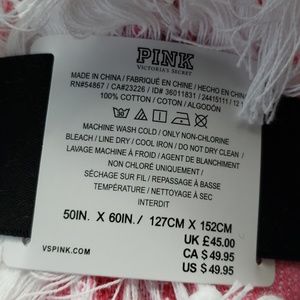 PINK
VICTORIA'S SECRET
MADE IN CHINA / FABRIQUÉ EN CHINE / HECHO EN CHINA
RN#54867 / CA#23226 / ID# 36011831 / 24415111 / 12 1
100% COTTON / COTON / ALGODÓN
MACHINE WASH COLD / ONLY NON-CHLORINE
BLEACH / LINE DRY / COOL IRON / DO NOT DRY CLEAN /
LAVAGE MACHINE À FROID / AGENT DE BLANCHIMENT
NON CHLORÉ UNIQUEMENT /
SÉCHAGE SUR FIL / REPASSAGE À BASSE
TEMPÉRATURE / NETTOYAGE À SEC
INTERDIT
50IN. X 60IN./ 127CM X 152CM
UK £45.00
VSPINK.COM CA $ 49.95
US $ 49.95